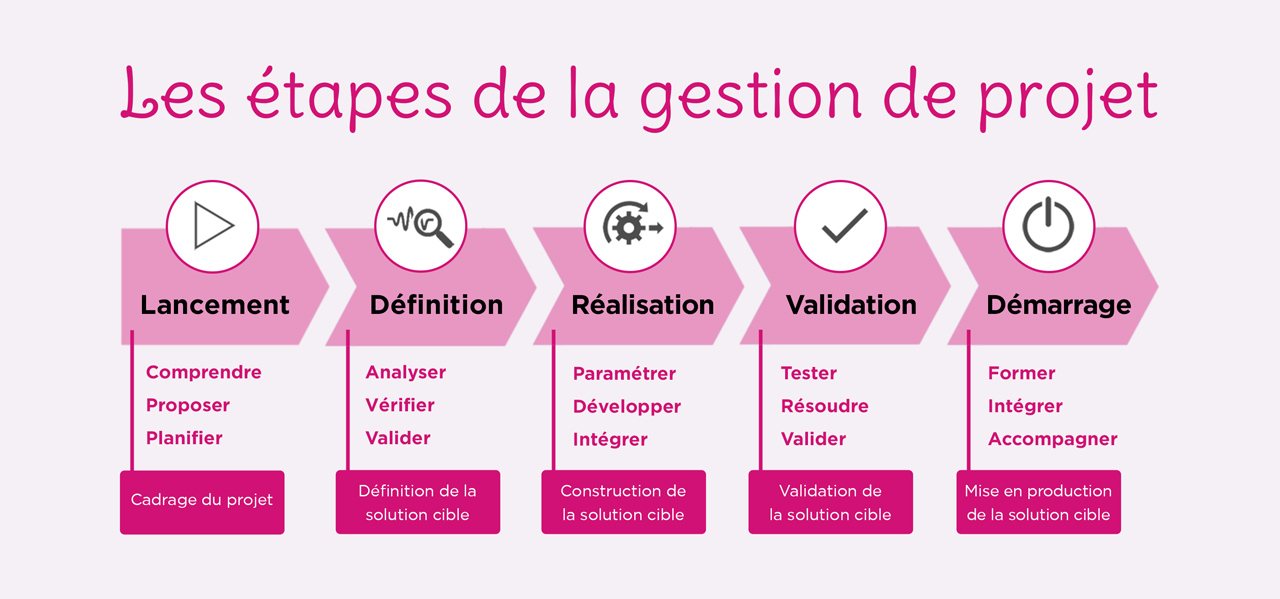 Les étapes de la gestion de projet
Lancement
Comprendre
Proposer
Planifier
Cadrage du projet
Définition
Analyser
Vérifier
Valider
Définition de la
solution cible
Réalisation
Paramétrer
Développer
Intégrer
Construction de
la solution cible
Validation
Tester
Résoudre
Valider
Validation de
la solution cible
Démarrage
Former
Intégrer
Accompagner
Mise en production
de la solution cible